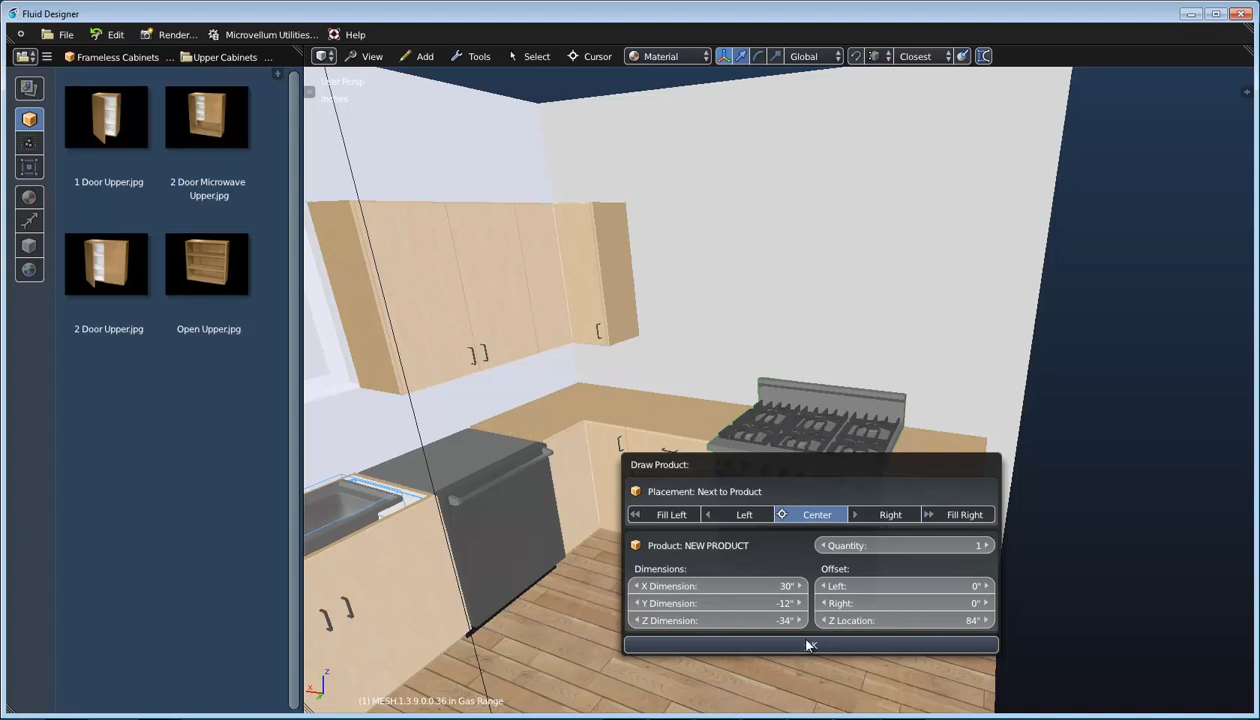 Fluid Designer
File Edit Render... Microvellum Utilities... Help
Frameless Cabinets ... Upper Cabinets ...
View Add Tools Select Cursor Material Global Closest
User Persp
Inches
1 Door Upper.jpg
2 Door Microwave
Upper.jpg
2 Door Upper.jpg
Open Upper.jpg
Draw Product:
Placement: Next to Product
Fill Left Left Center Right Fill Right
Product: NEW PRODUCT
Quantity: 1
Dimensions: Offset:
X Dimension: 30" Left: 0"
Y Dimension: -12" Right: 0"
Z Dimension: -34" Z Location: 84"
z
x
(1) MESH.1.3.9.0.0.36 in Gas Range